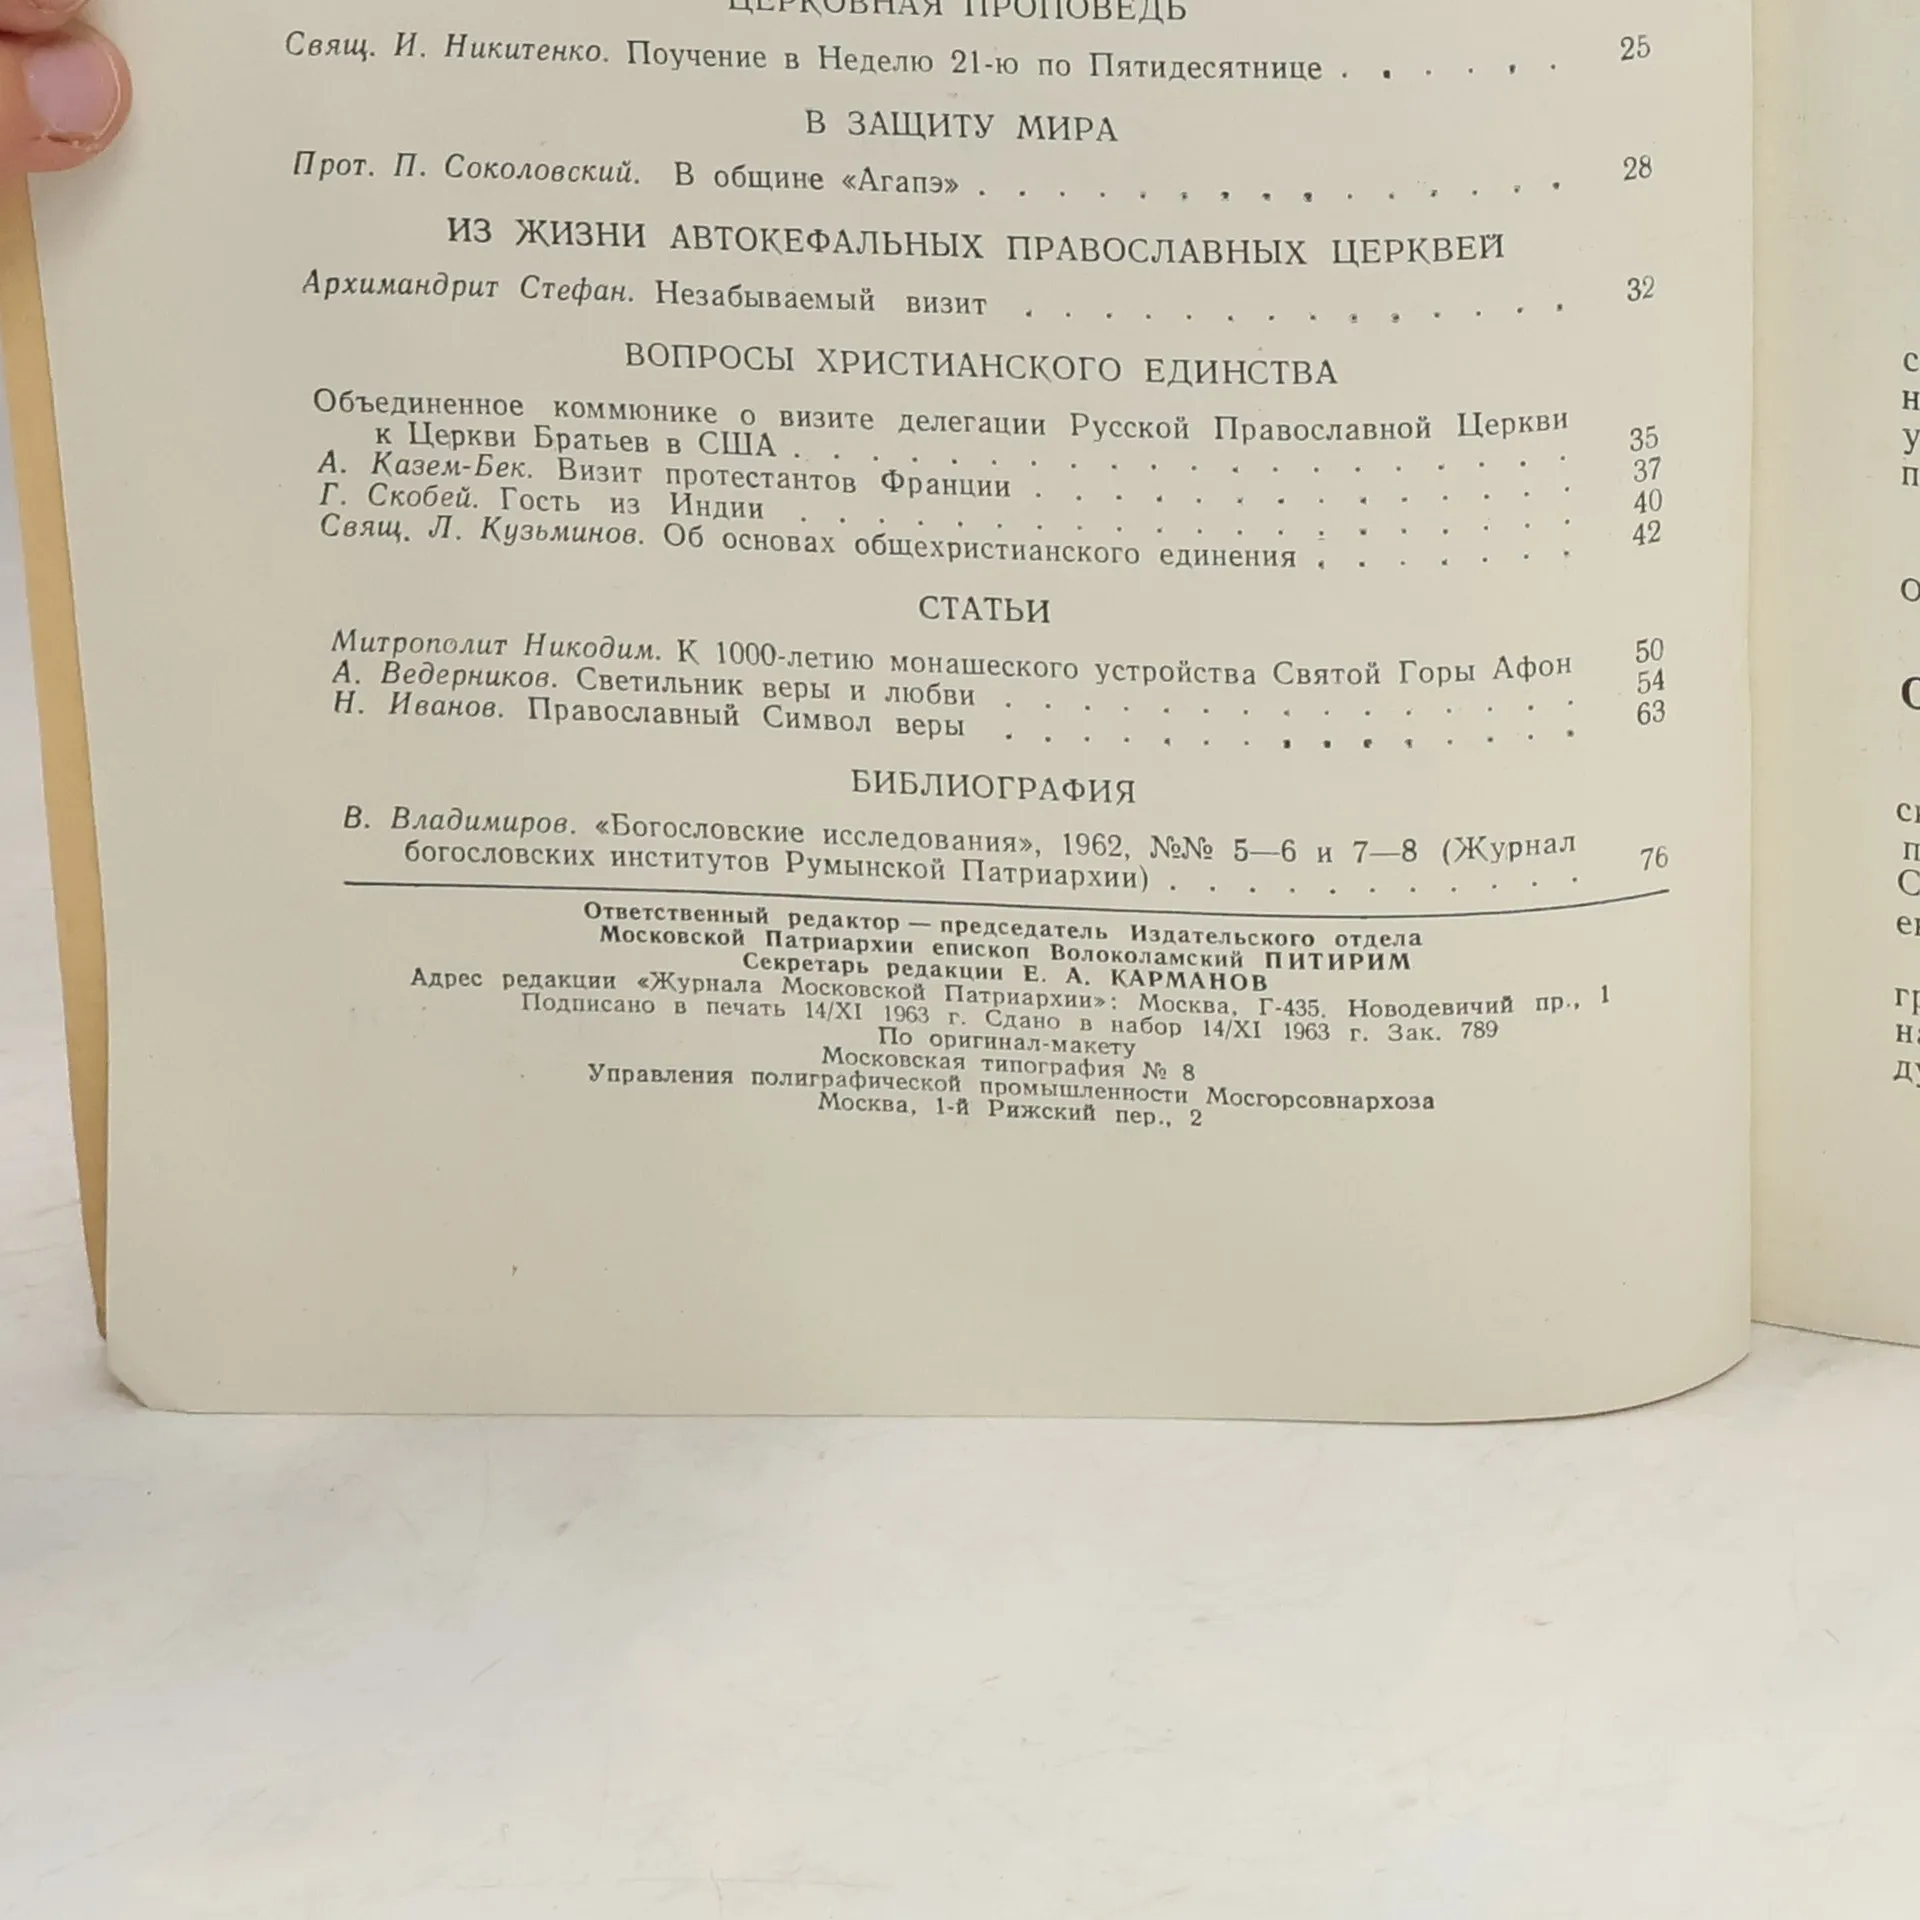 ЦЕРКОВНАЯ ПРОПОВЕДЬ
Свящ. И. Никитенко. Поучение в Неделю 21-ю по Пятидесятнице . . . . . . 25
В ЗАЩИТУ МИРА
Прот. П. Соколовский. В общине «Агапэ» . . . . . . . . . . . . . . . 28
ИЗ ЖИЗНИ АВТОКЕФАЛЬНЫХ ПРАВОСЛАВНЫХ ЦЕРКВЕЙ
Архимандрит Стефан. Незабываемый визит . . . . . . . . . . . . . . 32
ВОПРОСЫ ХРИСТИАНСКОГО ЕДИНСТВА
Объединенное коммюнике о визите делегации Русской Православной Церкви
к Церкви Братьев в США . . . . . . . . . . . . . . . . . . . . 35
А. Казем-Бек. Визит протестантов Франции . . . . . . . . . . . . . . 37
Г. Скобей. Гость из Индии . . . . . . . . . . . . . . . . . . . . 40
Свящ. Л. Кузьминов. Об основах общехристианского единения . . . . . . . 42
СТАТЬИ
Митрополит Никодим. К 1000-летию монашеского устройства Святой Горы Афон 50
А. Ведерников. Светильник веры и любви . . . . . . . . . . . . . . . 54
Н. Иванов. Православный Символ веры . . . . . . . . . . . . . . . 63
БИБЛИОГРАФИЯ
В. Владимиров. «Богословские исследования», 1962, №№ 5—6 и 7—8 (Журнал
богословских институтов Румынской Патриархии) . . . . . . . . . . . 76
Ответственный редактор — председатель Издательского отдела
Московской Патриархии епископ Волоколамский ПИТИРИМ
Секретарь редакции Е. А. КАРМАНОВ
Адрес редакции «Журнала Московской Патриархии»: Москва, Г-435. Новодевичий пр., 1
Подписано в печать 14/XI 1963 г. Сдано в набор 14/XI 1963 г. Зак. 789
По оригинал-макету
Московская типография № 8
Управления полиграфической промышленности Мосгорсовнархоза
Москва, 1-й Рижский пер., 2